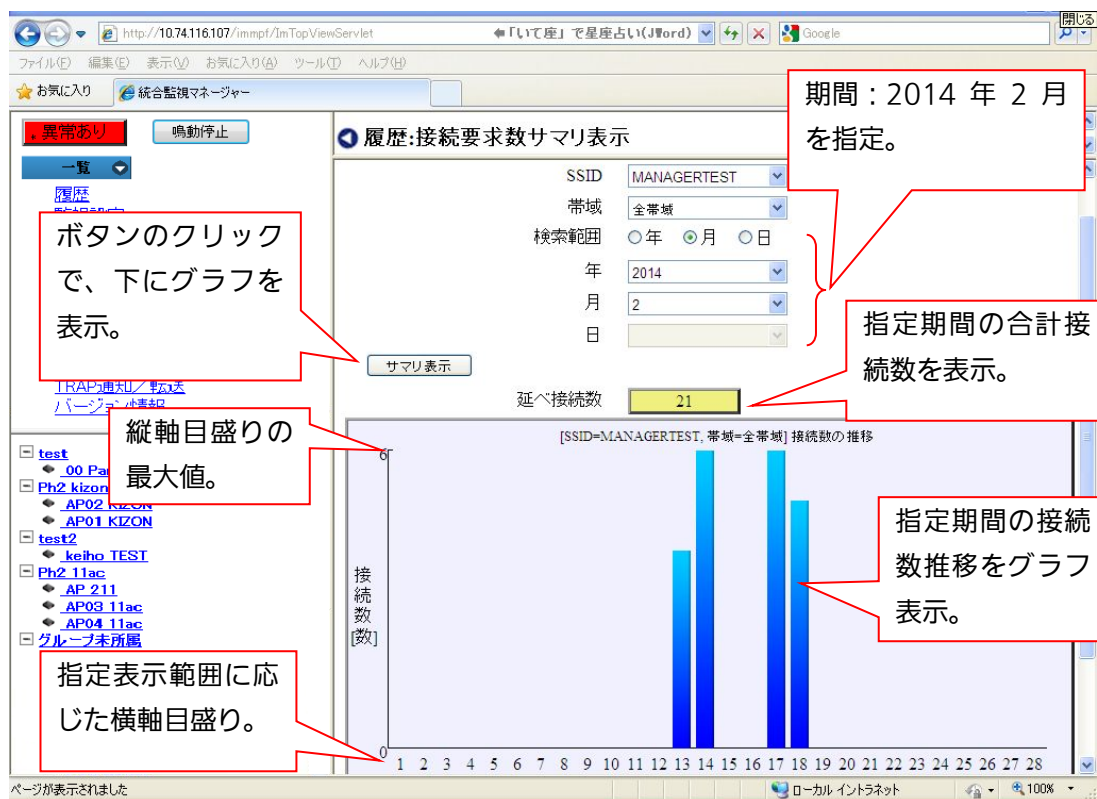 閉じる
http://10.74.116.107/immpf/ImTopViewServlet
「いて座」で星座占い(JWord)
Google
ファイル(F) 編集(E) 表示(V) お気に入り(A) ツール(T) ヘルプ(H)
お気に入り
統合監視マネージャー
期間：2014 年 2 月
を指定。
異常あり
鳴動停止
履歴:接続要求数サマリ表示
一覧
履歴
SSID
MANAGERTEST
帯域
全帯域
検索範囲
年 月 日
年
2014
月
2
日
ボタンのクリック
で、下にグラフを
表示。
指定期間の合計接
続数を表示。
サマリ表示
TRAP通知/転送
バージョン情報
延べ接続数
21
縦軸目盛りの
最大値。
[SSID=MANAGERTEST, 帯域=全帯域] 接続数の推移
6
test
Ph2 kizon
AP01 KIZON
test2
keiho TEST
Ph2 11ac
AP 211
AP03 11ac
AP04 11ac
グループ未所属
接続数[数]
指定期間の接続
数推移をグラフ
表示。
指定表示範囲に応
じた横軸目盛り。
0
1 2 3 4 5 6 7 8 9 10 11 12 13 14 15 16 17 18 19 20 21 22 23 24 25 26 27 28
ページが表示されました
ローカル イントラネット
100%